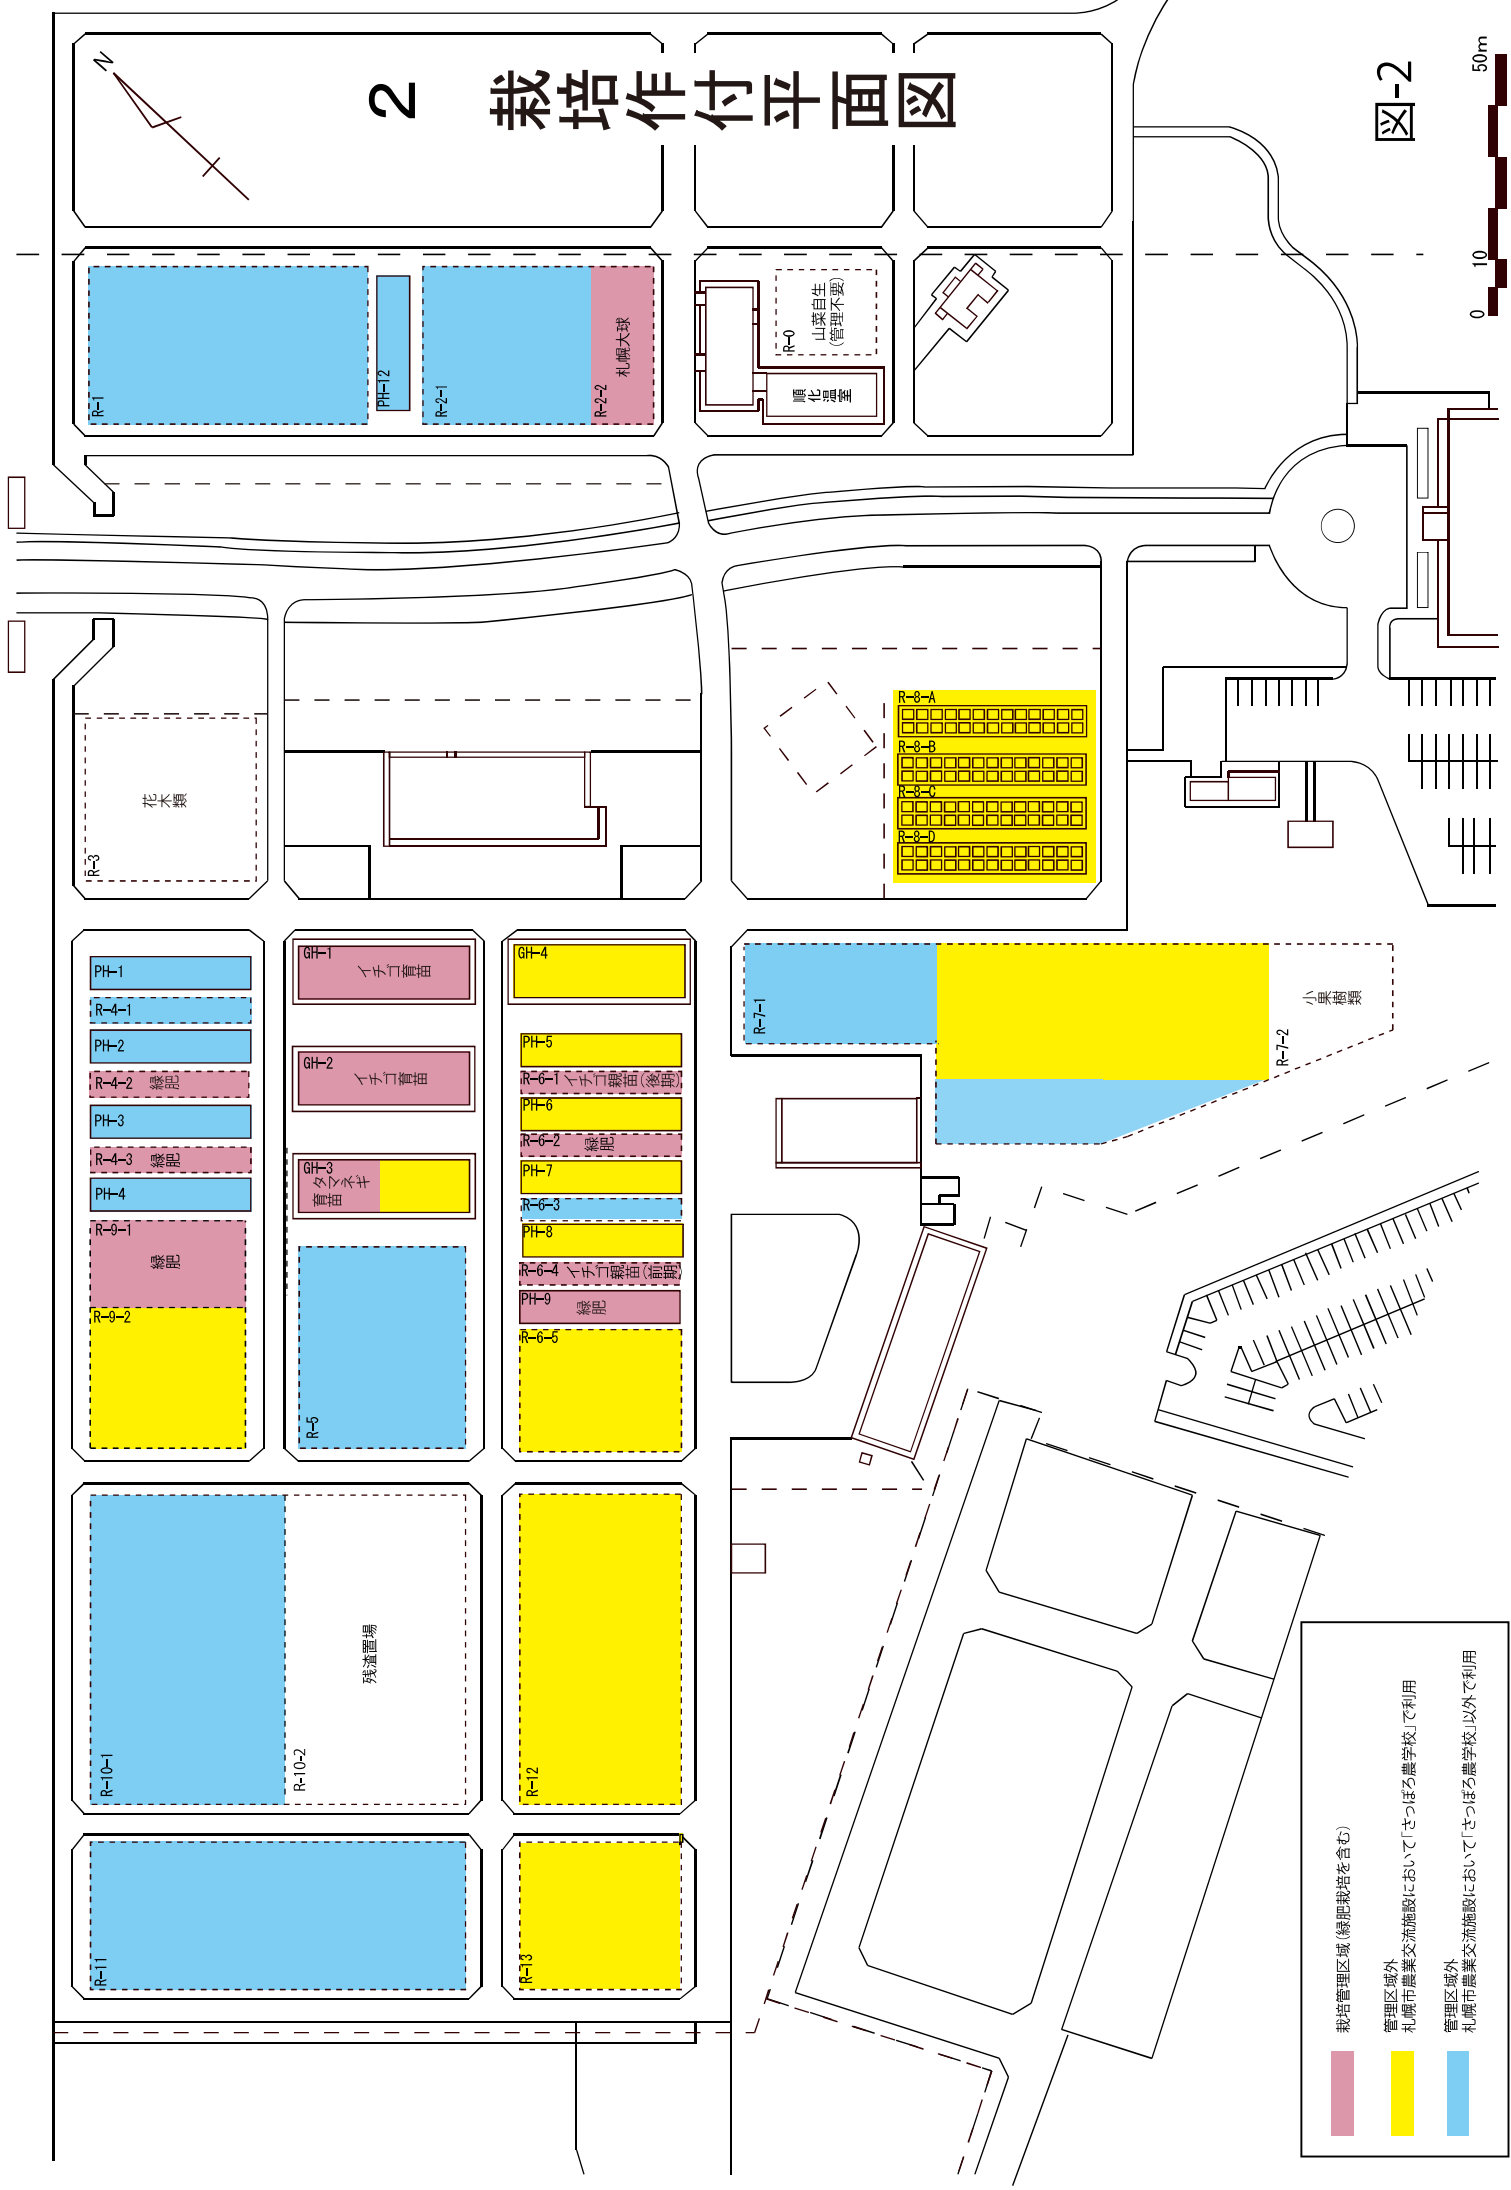 N
2　栽培作付平面図
図-2
0
10
50m
R-1
PH-12
R-2-1
R-2-2
札幌大球
R-0
山菜自生
(管理不要)
順化温室
R-3
花木類
R-8-A
R-8-B
R-8-C
R-8-D
PH-1
R-4-1
PH-2
R-4-2 緑肥
PH-3
R-4-3 緑肥
PH-4
R-9-1
緑肥
R-9-2
GH-1
イチゴ育苗
GH-2
イチゴ育苗
GH-3
タマネギ
育苗
R-5
GH-4
PH-5
R-6-1 イチゴ親苗(後期)
PH-6
R-6-2 緑肥
PH-7
R-6-3
PH-8
R-6-4 イチゴ親苗(前期)
PH-9
緑肥
R-6-5
R-7-1
R-7-2
小果樹
類
R-10-1
R-10-2
残渣置場
R-12
R-11
R-13
栽培管理区域(緑肥栽培を含む)
管理区域外
札幌市農業交流施設において「さっぽろ農学校」で利用
管理区域外
札幌市農業交流施設において「さっぽろ農学校」以外で利用